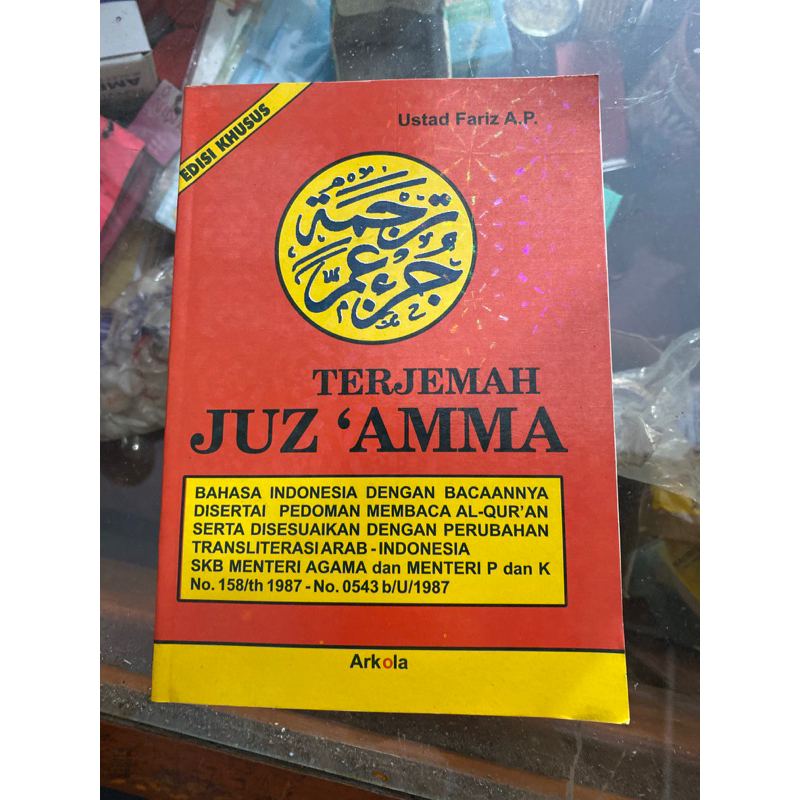 EDISI KHUSUS
Ustad Fariz A.P.
ترجمة
جزء عم
TERJEMAH
JUZ ‘AMMA
BAHASA INDONESIA DENGAN BACAANNYA
DISERTAI PEDOMAN MEMBACA AL-QUR’AN
SERTA DISESUAIKAN DENGAN PERUBAHAN
TRANSLITERASI ARAB - INDONESIA
SKB MENTERI AGAMA dan MENTERI P dan K
No. 158/th 1987 - No. 0543 b/U/1987
Arkola